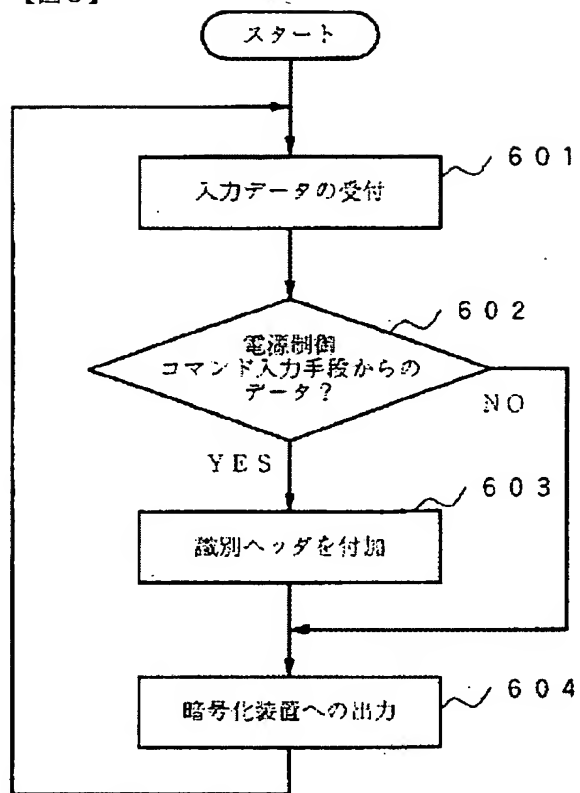 スタート
601
入力データの受付
602
電源制御
コマンド入力手段からの
データ？
NO
YES
603
識別ヘッダを付加
604
暗号化装置への出力